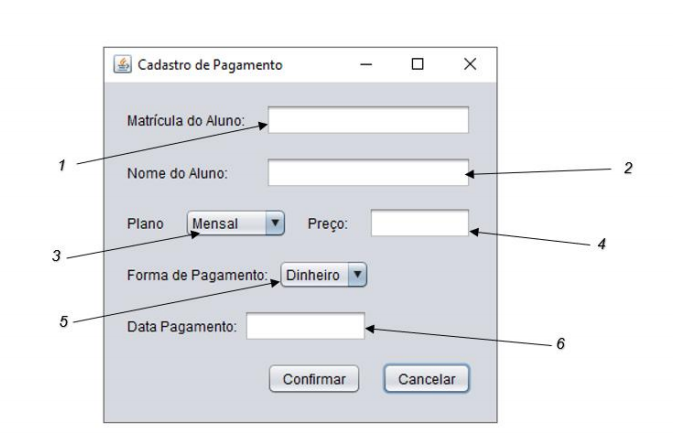 Cadastro de Pagamento
Matrícula do Aluno:
1
Nome do Aluno:
2
Plano Mensal Preço:
3
4
Forma de Pagamento: Dinheiro
5
Data Pagamento:
6
Confirmar Cancelar